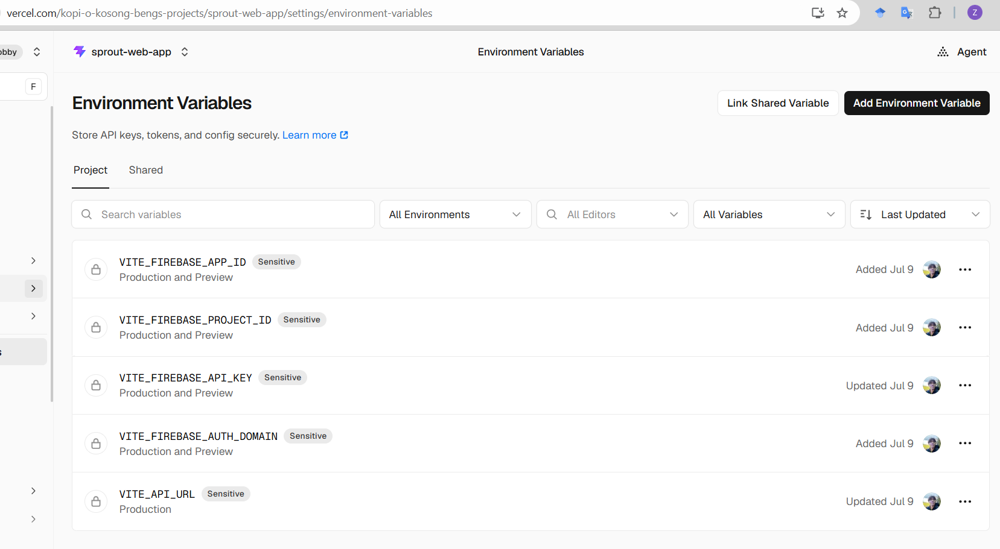 vercel.com/kopi-o-kosong-bengs-projects/sprout-web-app/settings/environment-variables
Z
obby
sprout-web-app
Environment Variables
Agent
F
Environment Variables
Link Shared Variable
Add Environment Variable
Store API keys, tokens, and config securely. Learn more
Project
Shared
Search variables
All Environments
All Editors
All Variables
Last Updated
VITE_FIREBASE_APP_ID Sensitive
Production and Preview
Added Jul 9
VITE_FIREBASE_PROJECT_ID Sensitive
Production and Preview
Added Jul 9
VITE_FIREBASE_API_KEY Sensitive
Production and Preview
Updated Jul 9
VITE_FIREBASE_AUTH_DOMAIN Sensitive
Production and Preview
Added Jul 9
VITE_API_URL Sensitive
Production
Updated Jul 9